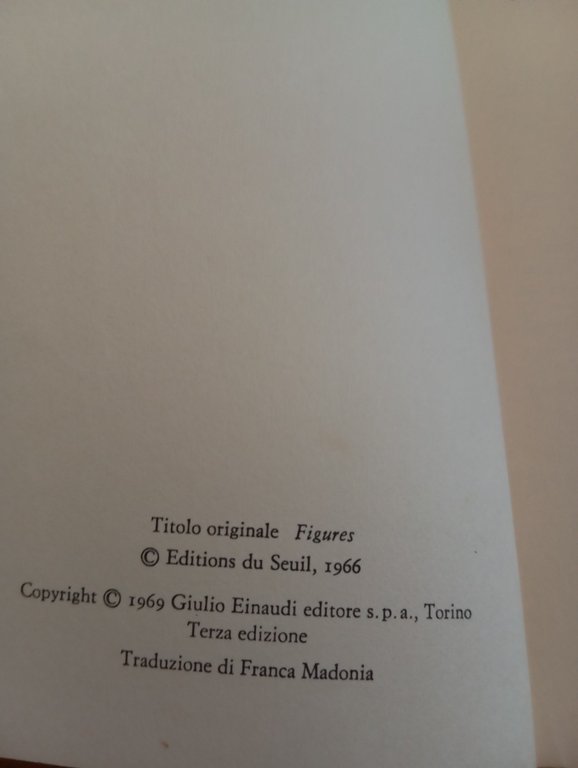 Titolo originale Figures
© Editions du Seuil, 1966
Copyright © 1969 Giulio Einaudi editore s.p.a., Torino
Terza edizione
Traduzione di Franca Madonia